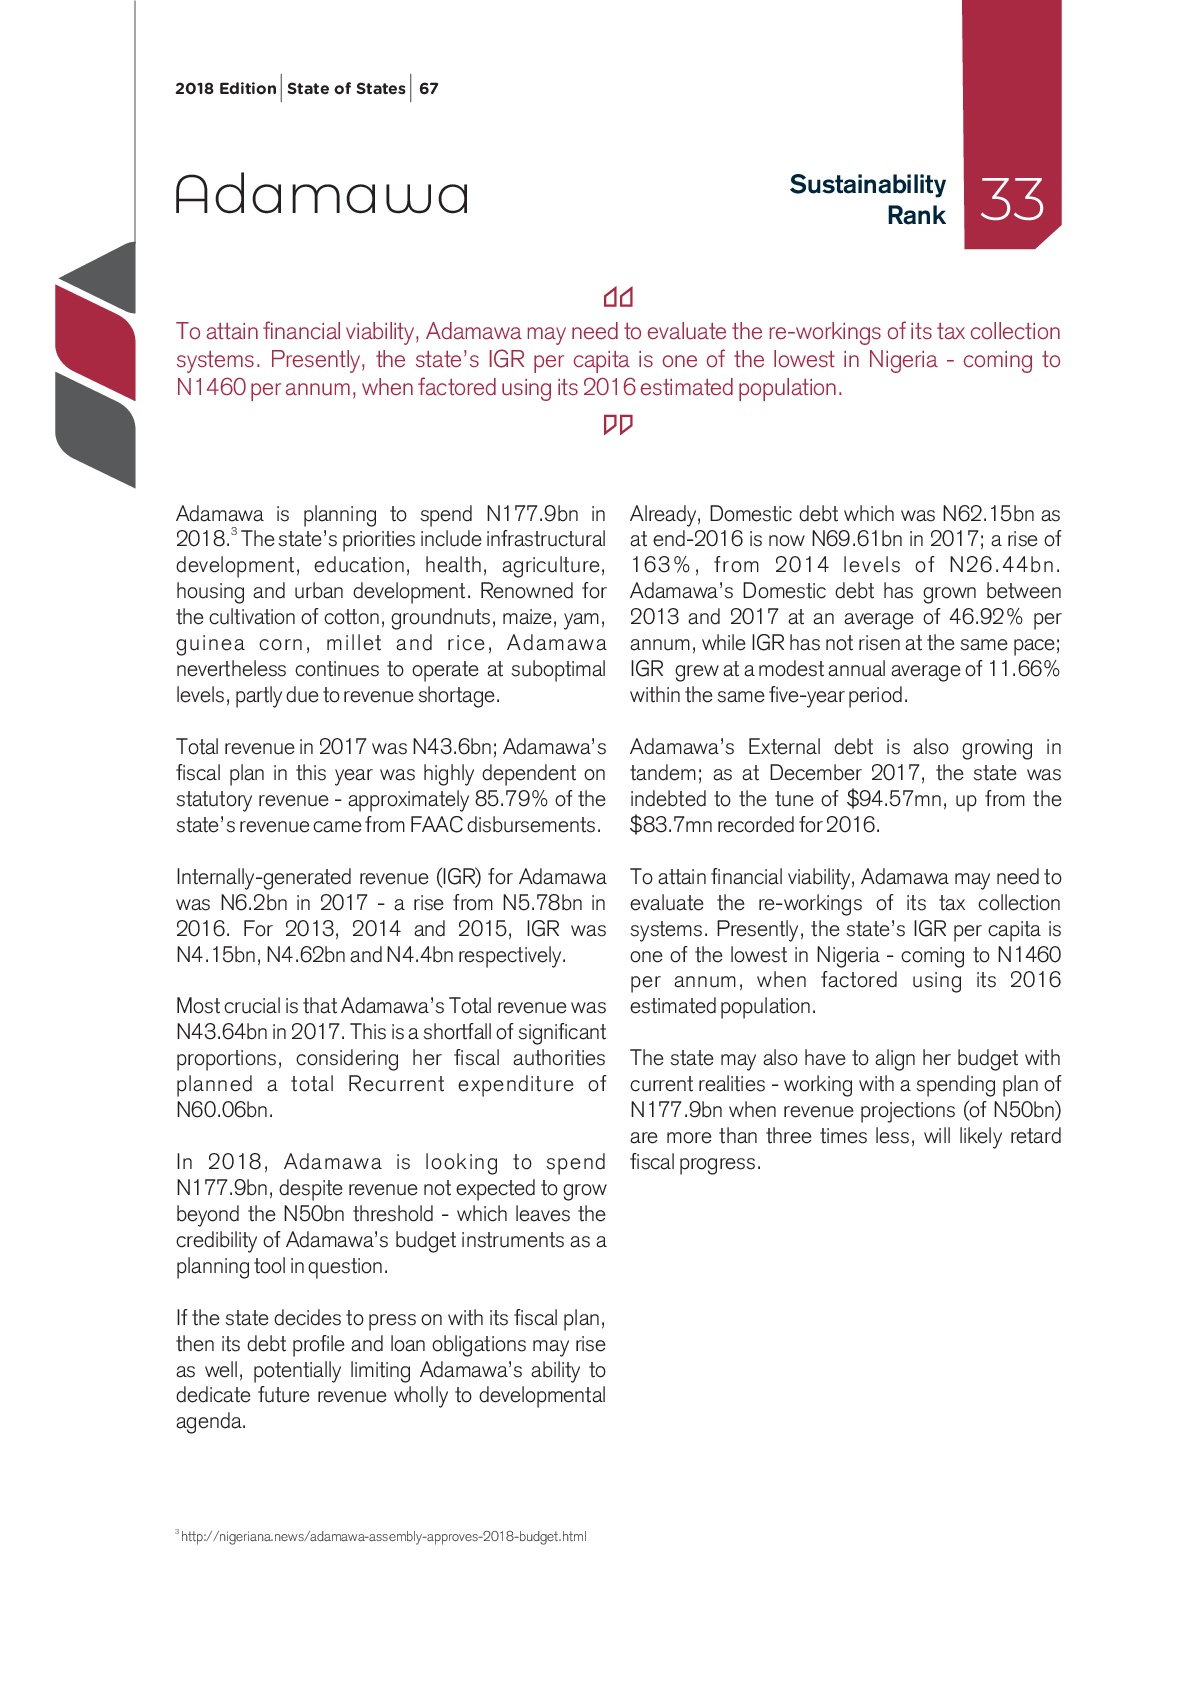 2018 Edition State of States 67
Adamawa
Sustainability
Rank
33
To attain financial viability, Adamawa may need to evaluate the re-workings of its tax collection
systems. Presently, the state's IGR per capita is one of the lowest in Nigeria - coming to
N1460 per annum, when factored using its 2016 estimated population.
Adamawa is planning to spend N177.9bn in
2018.³ The state's priorities include infrastructural
development, education, health, agriculture,
housing and urban development. Renowned for
the cultivation of cotton, groundnuts, maize, yam,
guinea corn, millet and rice, Adamawa
nevertheless continues to operate at suboptimal
levels, partly due to revenue shortage.
Total revenue in 2017 was N43.6bn; Adamawa's
fiscal plan in this year was highly dependent on
statutory revenue - approximately 85.79% of the
state's revenue came from FAAC disbursements.
Internally-generated revenue (IGR) for Adamawa
was N6.2bn in 2017 - a rise from N5.78bn in
2016. For 2013, 2014 and 2015, IGR was
N4.15bn, N4.62bn and N4.4bn respectively.
Most crucial is that Adamawa's Total revenue was
N43.64bn in 2017. This is a shortfall of significant
proportions, considering her fiscal authorities
planned a total Recurrent expenditure of
N60.06bn.
In 2018, Adamawa is looking to spend
N177.9bn, despite revenue not expected to grow
beyond the N50bn threshold - which leaves the
credibility of Adamawa's budget instruments as a
planning tool in question.
If the state decides to press on with its fiscal plan,
then its debt profile and loan obligations may rise
as well, potentially limiting Adamawa's ability to
dedicate future revenue wholly to developmental
agenda.
Already, Domestic debt which was N62.15bn as
at end-2016 is now N69.61bn in 2017; a rise of
163%, from 2014 levels of N26.44bn.
Adamawa's Domestic debt has grown between
2013 and 2017 at an average of 46.92% per
annum, while IGR has not risen at the same pace;
IGR grew at a modest annual average of 11.66%
within the same five-year period.
Adamawa's External debt is also growing in
tandem; as at December 2017, the state was
indebted to the tune of $94.57mn, up from the
$83.7mn recorded for 2016.
To attain financial viability, Adamawa may need to
evaluate the re-workings of its tax collection
systems. Presently, the state's IGR per capita is
one of the lowest in Nigeria - coming to N1460
per annum, when factored using its 2016
estimated population.
The state may also have to align her budget with
current realities - working with a spending plan of
N177.9bn when revenue projections (of N50bn)
are more than three times less, will likely retard
fiscal progress.
³ http://nigeriana.news/adamawa-assembly-approves-2018-budget.html